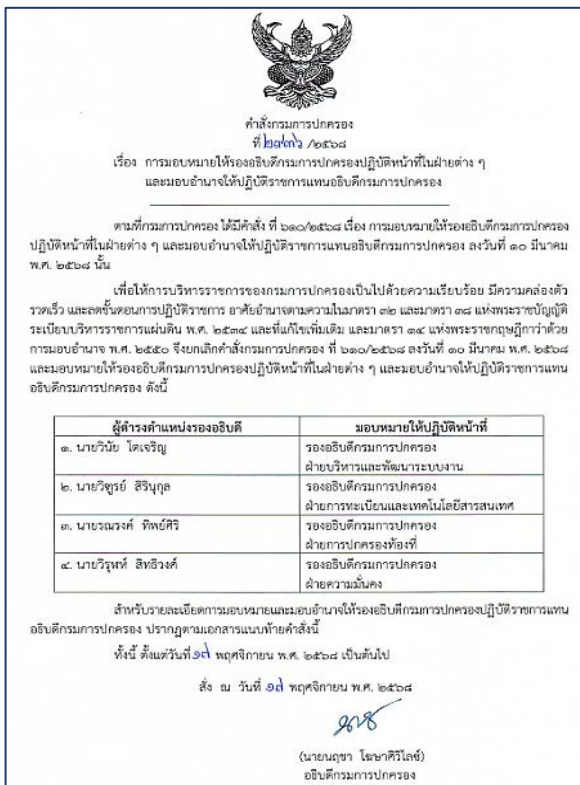 คำสั่งกรมการปกครอง
ที่ /๒๕๖๘
เรื่อง การมอบหมายให้รองอธิบดีกรมการปกครองปฏิบัติหน้าที่ในฝ่ายต่าง ๆ
และมอบอำนาจให้ปฏิบัติราชการแทนอธิบดีกรมการปกครอง
ตามที่กรมการปกครอง ได้มีคำสั่ง ที่ ๖๑๐/๒๕๖๘ เรื่อง การมอบหมายให้รองอธิบดีกรมการปกครอง
ปฏิบัติหน้าที่ในฝ่ายต่าง ๆ และมอบอำนาจให้ปฏิบัติราชการแทนอธิบดีกรมการปกครอง ลงวันที่ ๑๐ มีนาคม
พ.ศ. ๒๕๖๘ นั้น
เพื่อให้การบริหารราชการของกรมการปกครองเป็นไปด้วยความเรียบร้อย มีความคล่องตัว
รวดเร็ว และลดขั้นตอนการปฏิบัติราชการ อาศัยอำนาจตามความในมาตรา ๓๒ และมาตรา ๓๘ แห่งพระราชบัญญัติ
ระเบียบบริหารราชการแผ่นดิน พ.ศ. ๒๕๓๔ และที่แก้ไขเพิ่มเติม และมาตรา ๑๔ แห่งพระราชกฤษฎีกาว่าด้วย
การมอบอำนาจ พ.ศ. ๒๕๕๐ จึงยกเลิกคำสั่งกรมการปกครอง ที่ ๖๑๐/๒๕๖๘ ลงวันที่ ๑๐ มีนาคม พ.ศ. ๒๕๖๘
และมอบหมายให้รองอธิบดีกรมการปกครองปฏิบัติหน้าที่ในฝ่ายต่าง ๆ และมอบอำนาจให้ปฏิบัติราชการแทน
อธิบดีกรมการปกครอง ดังนี้
ผู้ดำรงตำแหน่งรองอธิบดี มอบหมายให้ปฏิบัติหน้าที่
๑. นายวินัย โตเจริญ รองอธิบดีกรมการปกครอง
ฝ่ายบริหารและพัฒนาระบบงาน
๒. นายวิฑูรย์ สิรินุกุล รองอธิบดีกรมการปกครอง
ฝ่ายการทะเบียนและเทคโนโลยีสารสนเทศ
๓. นายรณรงค์ ทิพย์ศิริ รองอธิบดีกรมการปกครอง
ฝ่ายการปกครองท้องที่
๔. นายวิรุฬห์ สิทธิวงศ์ รองอธิบดีกรมการปกครอง
ฝ่ายความมั่นคง
สำหรับรายละเอียดการมอบหมายและมอบอำนาจให้รองอธิบดีกรมการปกครองปฏิบัติราชการแทน
อธิบดีกรมการปกครอง ปรากฏตามเอกสารแนบท้ายคำสั่งนี้
ทั้งนี้ ตั้งแต่วันที่ ๑๗ พฤศจิกายน พ.ศ. ๒๕๖๘ เป็นต้นไป
สั่ง ณ วันที่ ๑๗ พฤศจิกายน พ.ศ. ๒๕๖๘
(นายนฤชา โฆษาศิวิไลซ์)
อธิบดีกรมการปกครอง